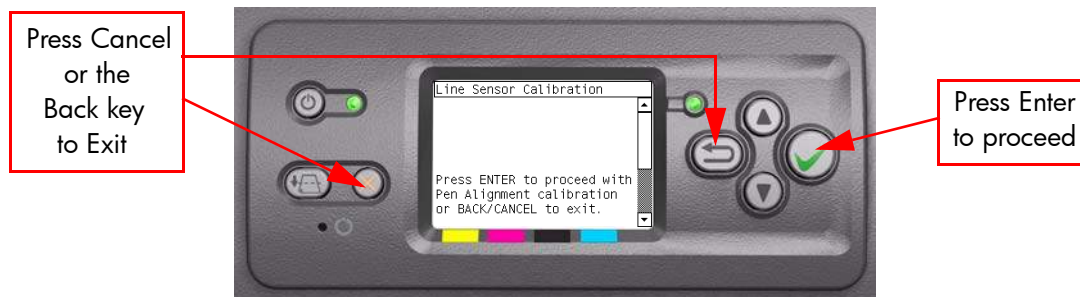 Press Cancel
or the
Back key
to Exit
Line Sensor Calibration
Press ENTER to proceed with
Pen Alignment calibration
or BACK/CANCEL to exit.
Press Enter
to proceed